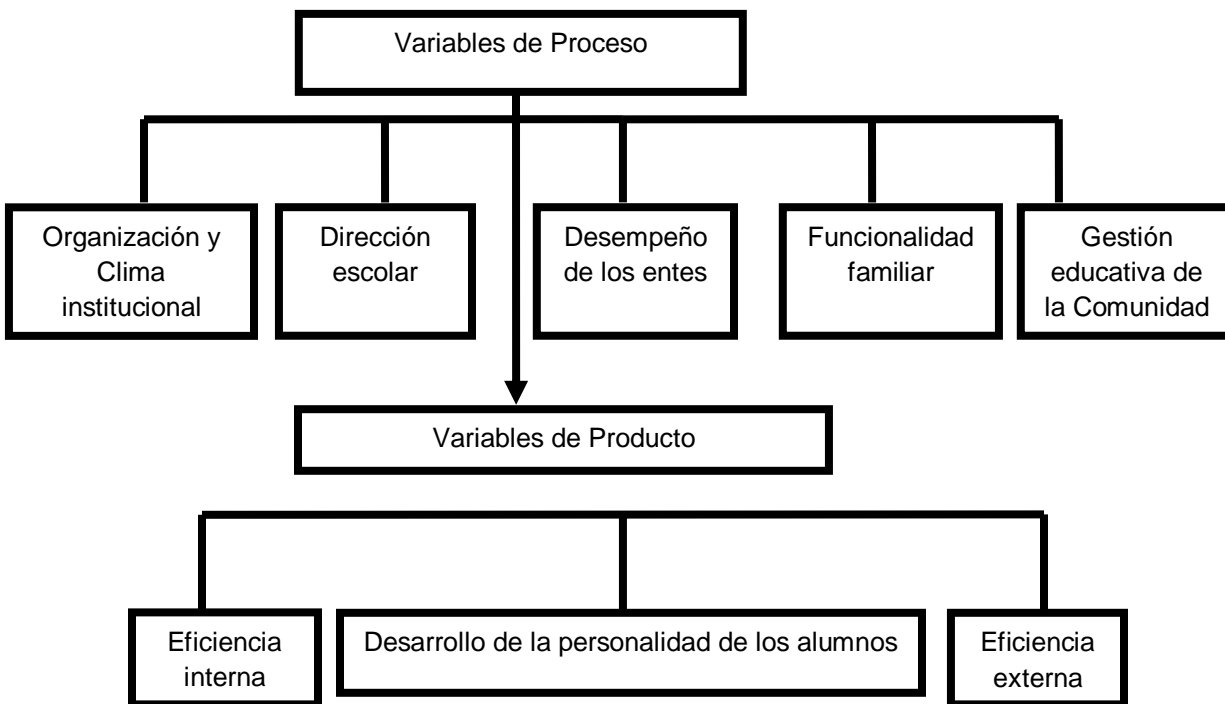 Variables de Proceso
Organización y
Clima
institucional
Dirección
escolar
Desempeño
de los entes
Funcionalidad
familiar
Gestión
educativa de
la Comunidad
Variables de Producto
Eficiencia
interna
Desarrollo de la personalidad de los alumnos
Eficiencia
externa